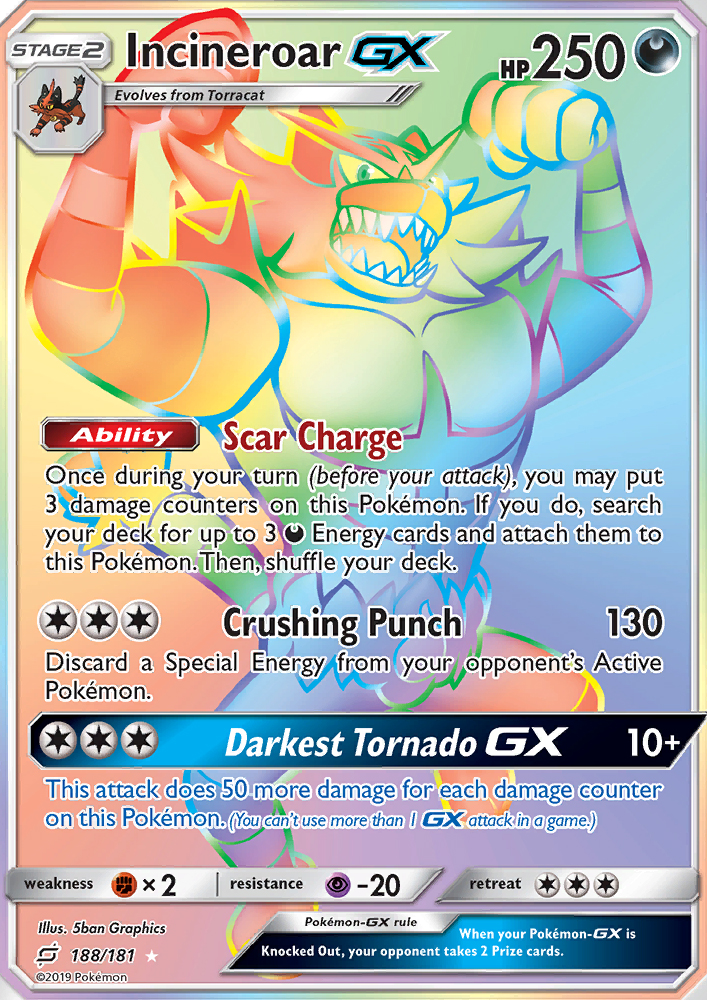 STAGE 2
Incineroar GX
HP 250
Evolves from Torracat
Ability Scar Charge
Once during your turn (before your attack), you may put
3 damage counters on this Pokémon. If you do, search
your deck for up to 3 Energy cards and attach them to
this Pokémon. Then, shuffle your deck.
Crushing Punch 130
Discard a Special Energy from your opponent's Active
Pokémon.
Darkest Tornado GX 10+
This attack does 50 more damage for each damage counter
on this Pokémon. (You can't use more than 1 GX attack in a game.)
weakness ×2 resistance -20 retreat
Illus. 5ban Graphics
188/181
©2019 Pokémon
Pokémon-GX rule
When your Pokémon-GX is
Knocked Out, your opponent takes 2 Prize cards.